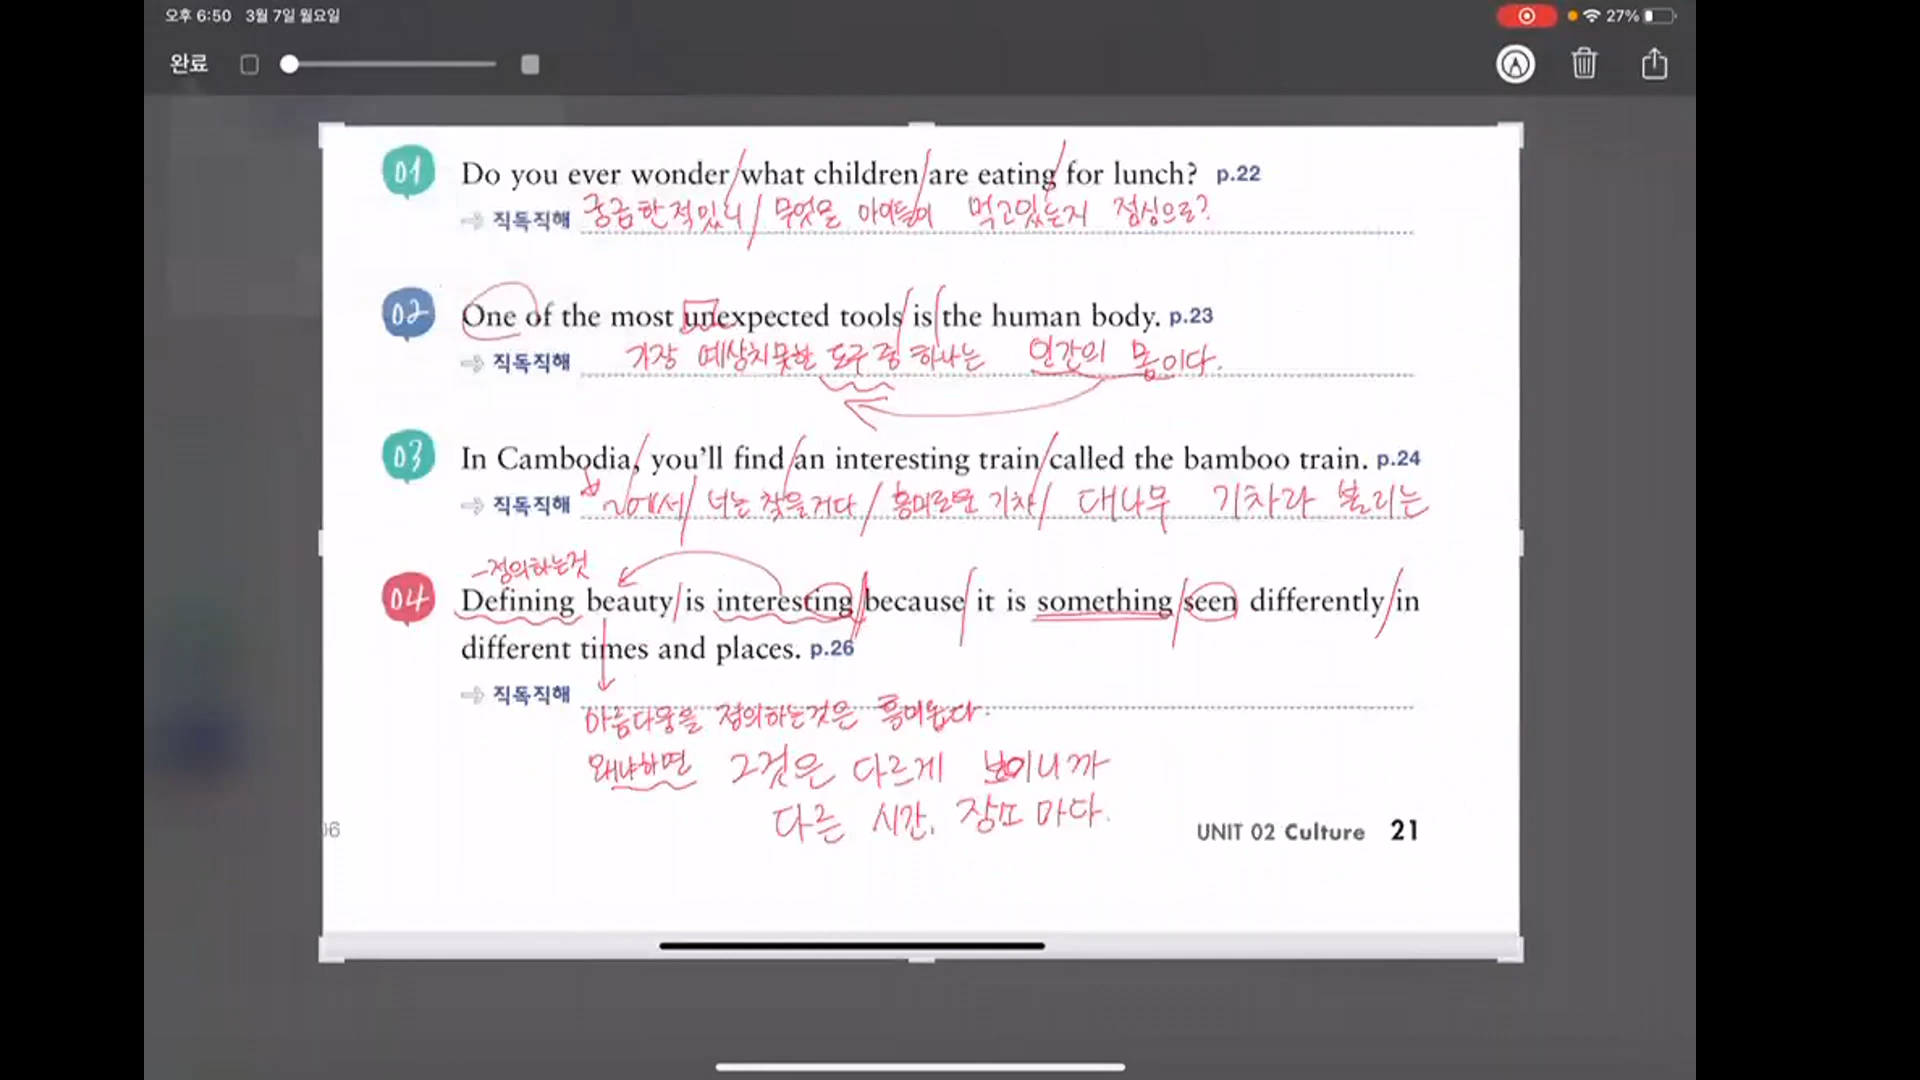 오후 6:50 3월 7일 월요일
27%
완료
01 Do you ever wonder what children are eating for lunch? p.22
직독직해 궁금한적있니 / 무엇을 아이들이 먹고있는지 점심으로?
02 One of the most unexpected tools is the human body. p.23
직독직해 가장 예상치못한 도구 중 하나는 인간의 몸이다.
03 In Cambodia, you'll find an interesting train called the bamboo train. p.24
직독직해 ~에서 / 너는 찾을거다 / 흥미로운 기차 / 대나무 기차라 불리는
-정의하는것
04 Defining beauty is interesting because it is something seen differently in
different times and places. p.26
직독직해
아름다움을 정의하는것은 흥미롭다.
왜냐하면 그것은 다르게 보이니까
다른 시간, 장소 마다.
06
UNIT 02 Culture 21